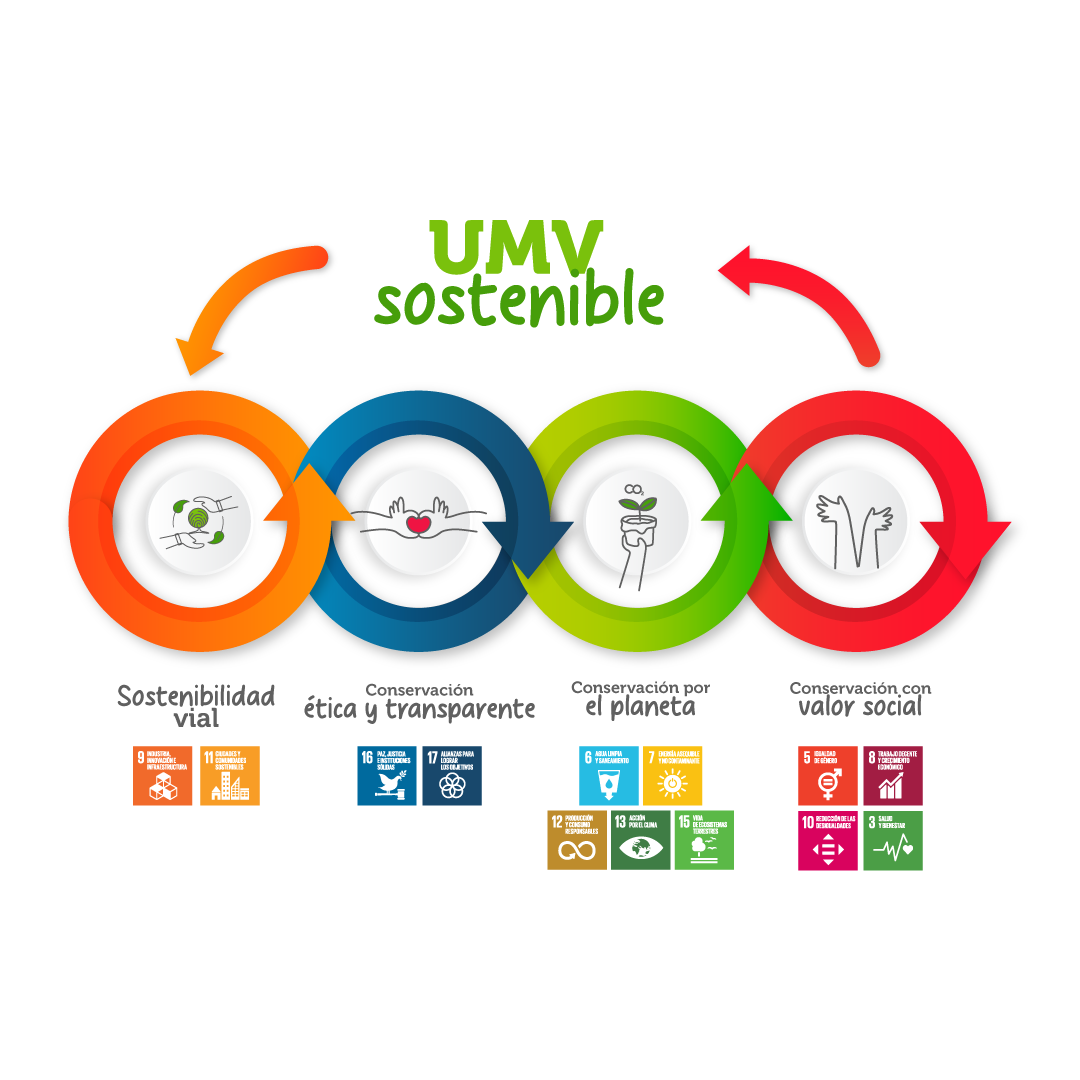 UMV
sostenible
CO₂
Sostenibilidad
vial
Conservación
ética y transparente
Conservación por
el planeta
Conservación con
valor social
9 INDUSTRIA,
INNOVACIÓN E
INFRAESTRUCTURA
11 CIUDADES Y
COMUNIDADES
SOSTENIBLES
16 PAZ, JUSTICIA
E INSTITUCIONES
SÓLIDAS
17 ALIANZAS PARA
LOGRAR
LOS OBJETIVOS
6 AGUA LIMPIA
Y SANEAMIENTO
7 ENERGÍA ASEQUIBLE
Y NO CONTAMINANTE
12 PRODUCCIÓN
Y CONSUMO
RESPONSABLES
13 ACCIÓN
POR EL CLIMA
15 VIDA
DE ECOSISTEMAS
TERRESTRES
5 IGUALDAD
DE GÉNERO
8 TRABAJO DECENTE
Y CRECIMIENTO
ECONÓMICO
10 REDUCCIÓN DE LAS
DESIGUALDADES
3 SALUD
Y BIENESTAR